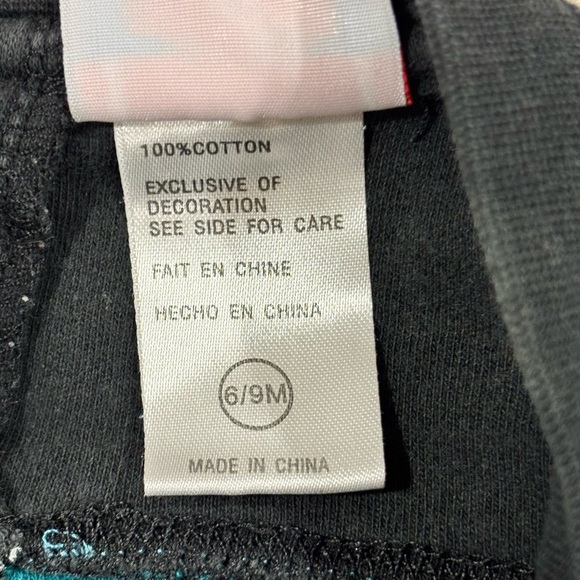 100%COTTON
EXCLUSIVE OF
DECORATION
SEE SIDE FOR CARE
FAIT EN CHINE
HECHO EN CHINA
6/9M
MADE IN CHINA